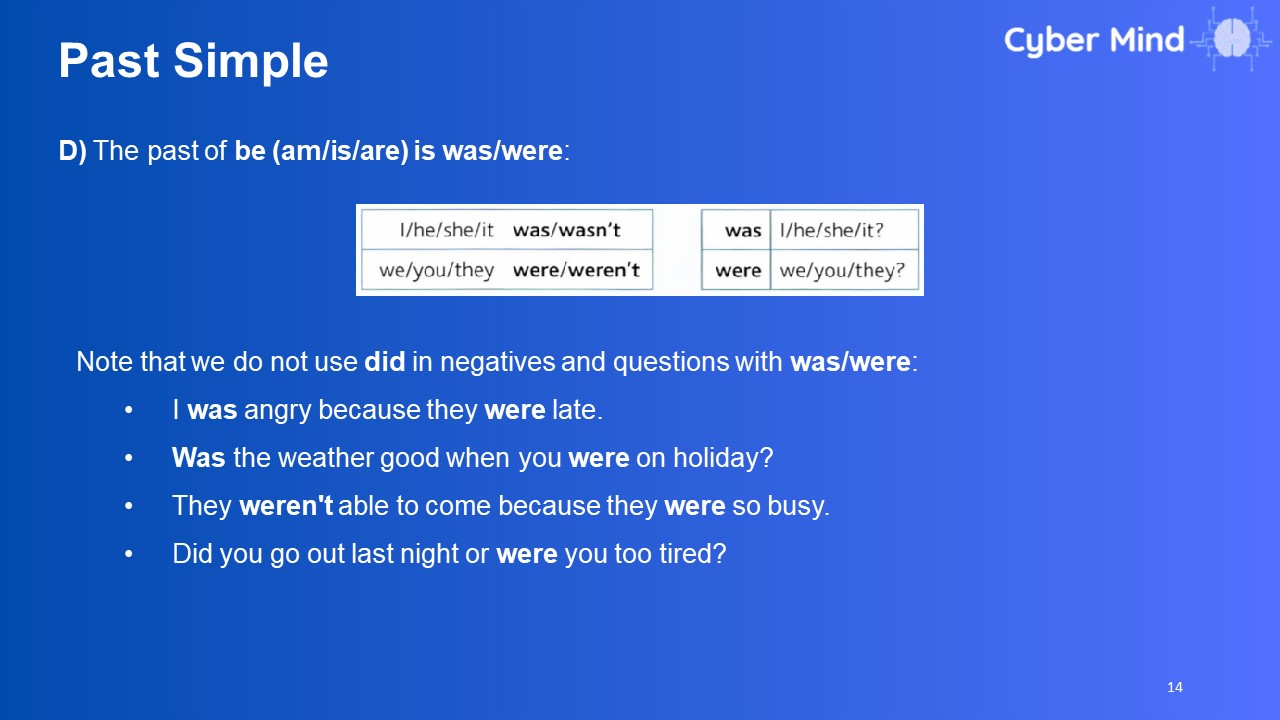 Past Simple
Cyber Mind
D) The past of be (am/is/are) is was/were:
I/he/she/it was/wasn't
we/you/they were/weren't
was I/he/she/it?
were we/you/they?
Note that we do not use did in negatives and questions with was/were:
• I was angry because they were late.
• Was the weather good when you were on holiday?
• They weren't able to come because they were so busy.
• Did you go out last night or were you too tired?
14